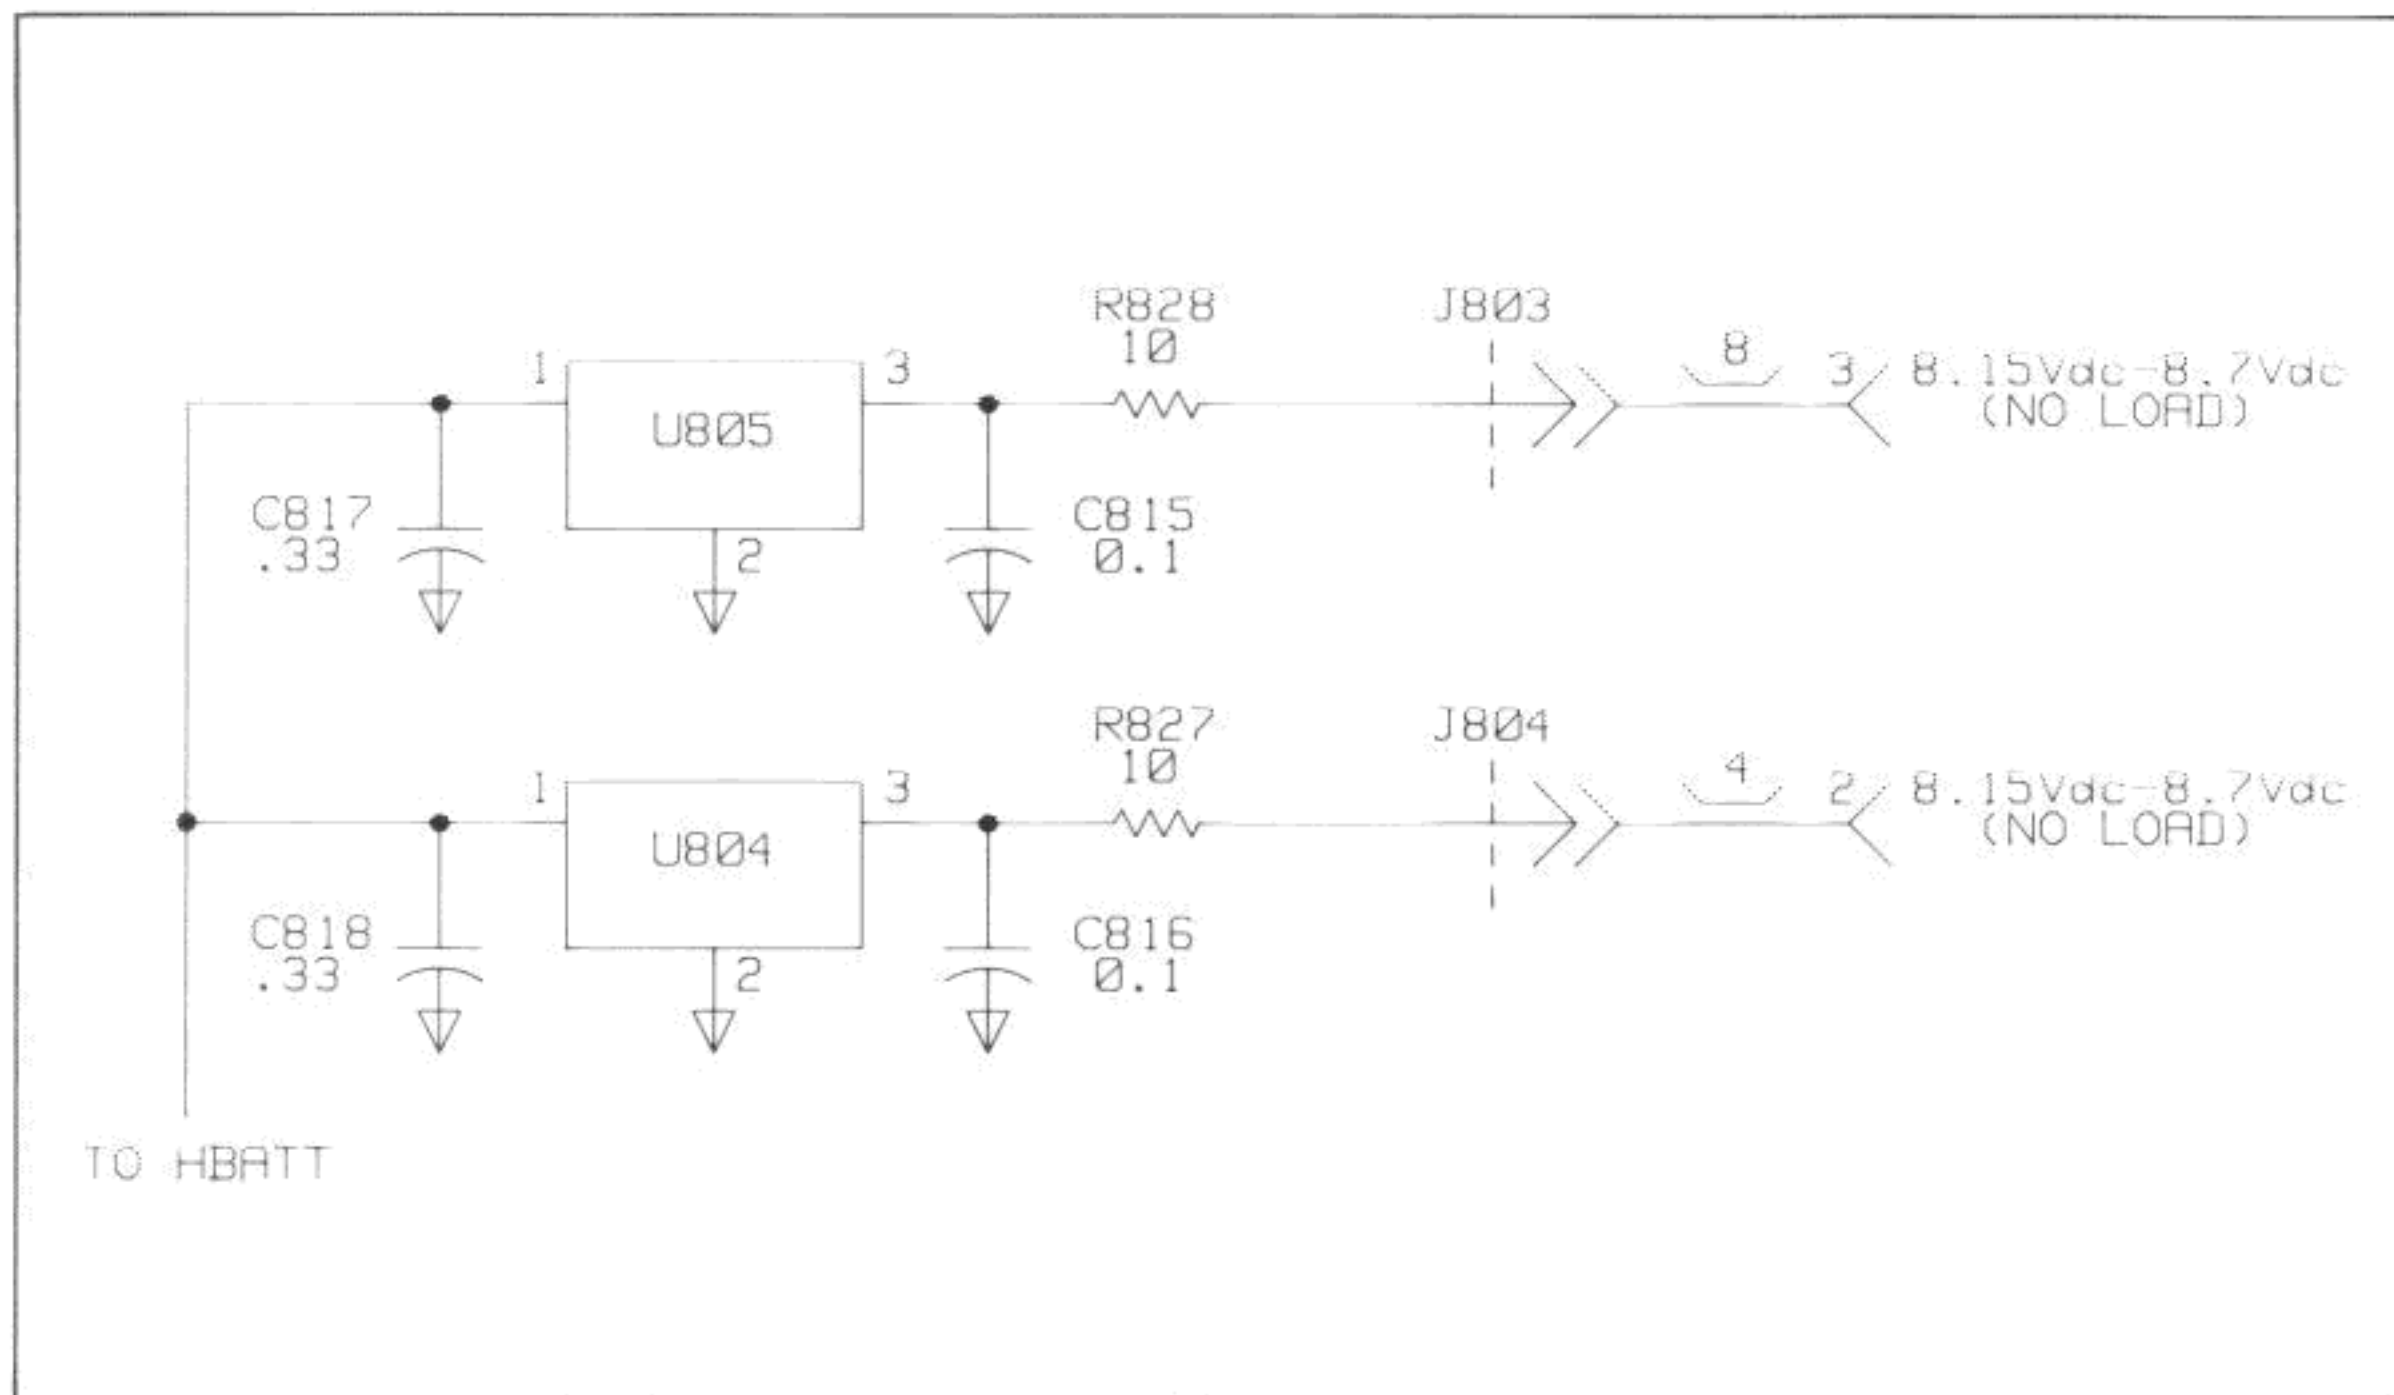 R828
10
J803
8
1
3
3
8.15Vdc-8.7Vdc
(NO LOAD)
U805
C817
.33
2
C815
0.1
R827
10
J804
4
1
3
2
8.15Vdc-8.7Vdc
(NO LOAD)
U804
C818
.33
2
C816
0.1
TO HBATT